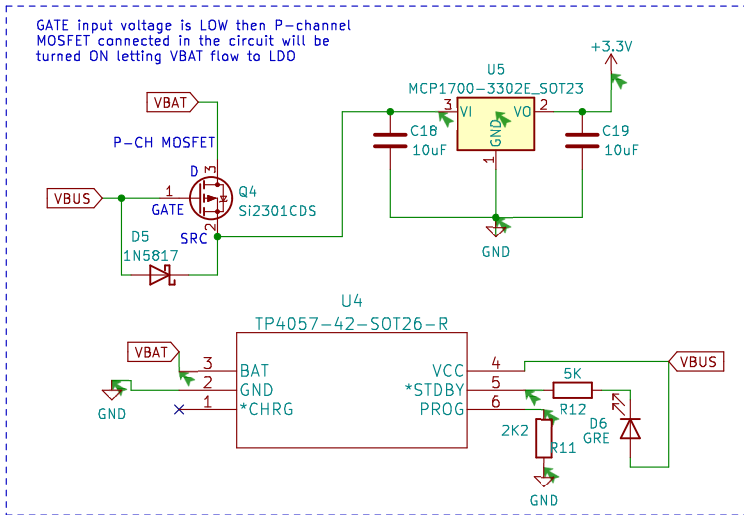 GATE input voltage is LOW then P-channel
MOSFET connected in the circuit will be
turned ON letting VBAT flow to LDO
+3.3V
U5
MCP1700-3302E_SOT23
VBAT
3 VI VO 2
GND
1
C18
10uF
C19
10uF
P-CH MOSFET
D
3
VBUS
1
GATE
Q4
Si2301CDS
2
SRC
D5
1N5817
GND
U4
TP4057-42-SOT26-R
VBAT
3 BAT VCC 4
2 GND *STDBY 5
1 *CHRG PROG 6
GND
VBUS
5K
R12
D6
GRE
2K2
R11
GND